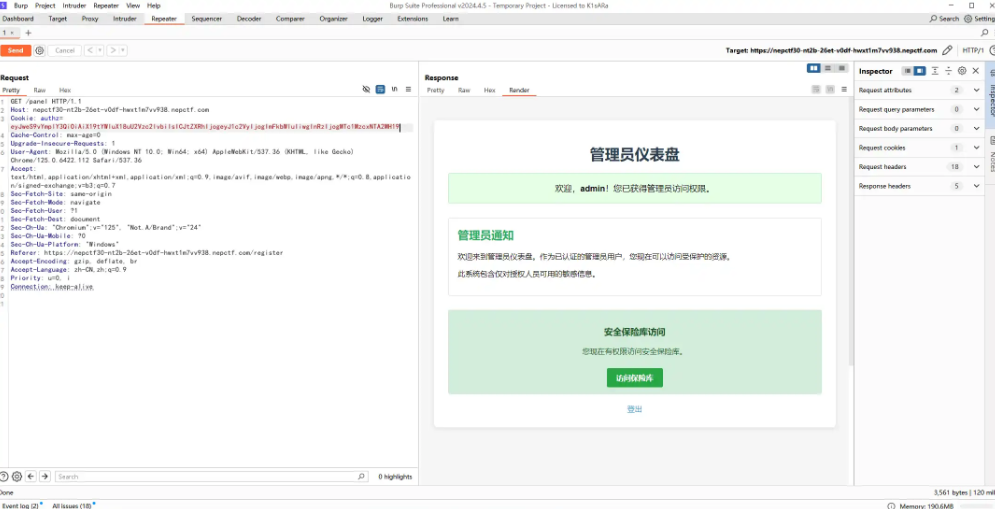 Burp Project Intruder Repeater View Help
Burp Suite Professional v2024.4.5 - Temporary Project - Licensed to K1nARa
Dashboard Target Proxy Intruder Repeater Sequencer Decoder Comparer Organizer Logger Extensions Learn
Search Setting
1 × +
Send Cancel < >
Target: https://nepctf30-nt2b-26et-v0df-hwxt1m7vv938.nepctf.com HTTP/1
Request
Pretty Raw Hex
1 GET /panel HTTP/1.1
2 Host: nepctf30-nt2b-26et-v0df-hwxt1m7vv938.nepctf.com
3 Cookie: authz=
4 Cache-Control: max-age=0
5 Upgrade-Insecure-Requests: 1
6 User-Agent: Mozilla/5.0 (Windows NT 10.0; Win64; x64) AppleWebKit/537.36 (KHTML, like Gecko)
Chrome/125.0.6422.112 Safari/537.36
7 Accept:
text/html,application/xhtml+xml,application/xml;q=0.9,image/avif,image/webp,image/apng,*/*;q=0.8,applicatio
n/signed-exchange;v=b3;q=0.7
8 Sec-Fetch-Site: same-origin
9 Sec-Fetch-Mode: navigate
0 Sec-Fetch-User: ?1
1 Sec-Fetch-Dest: document
2 Sec-Ch-Ua: "Chromium";v="125", "Not.A/Brand";v="24"
3 Sec-Ch-Ua-Mobile: ?0
4 Sec-Ch-Ua-Platform: "Windows"
5 Referer: https://nepctf30-nt2b-26et-v0df-hwxt1m7vv938.nepctf.com/register
6 Accept-Encoding: gzip, deflate, br
7 Accept-Language: zh-CN,zh;q=0.9
8 Priority: u=0, i
9 Connection: keep-alive
0
1
Search 0 highlights
Response
Pretty Raw Hex Render
管理员仪表盘
欢迎，admin！您已获得管理员访问权限。
管理员通知
欢迎来到管理员仪表盘。作为已认证的管理员用户，您现在可以访问受保护的资源。
此系统包含仅对授权人员可用的敏感信息。
安全保险库访问
您现在有权限访问安全保险库。
访问保险库
登出
Inspector
Request attributes 2
Request query parameters 0
Request body parameters 0
Request cookies 1
Request headers 18
Response headers 5
Inspector
Notes
Done
3,561 bytes | 120 mil
Event log (2) All issues (18)
Memory: 190.6MB